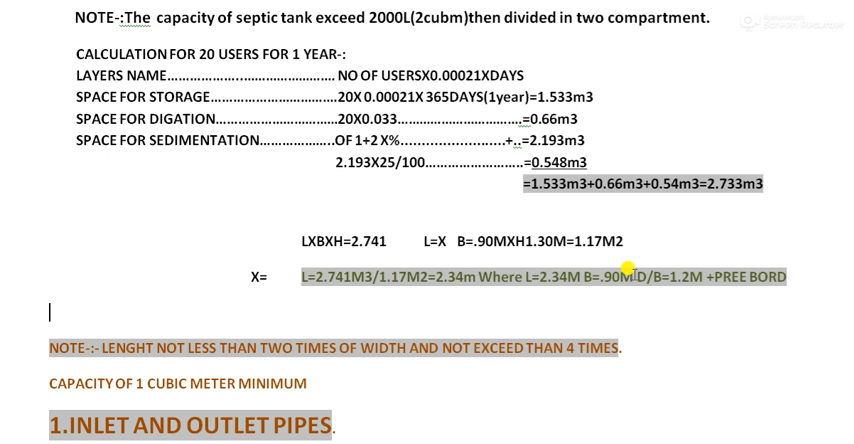 NOTE-:The capacity of septic tank exceed 2000L(2cubm)then divided in two compartment.
CALCULATION FOR 20 USERS FOR 1 YEAR-:
LAYERS NAME............................................ NO OF USERSX0.00021XDAYS
SPACE FOR STORAGE..................................20X 0.00021X 365DAYS(1year)=1.533m3
SPACE FOR DIGATION.................................20X0.033..................................=0.66m3
SPACE FOR SEDIMENTATION....................OF 1+2 X%........................+..=2.193m3
2.193X25/100..........................=0.548m3
=1.533m3+0.66m3+0.54m3=2.733m3
LXBXH=2.741 L=X B=.90MXH1.30M=1.17M2
X= L=2.741M3/1.17M2=2.34m Where L=2.34M B=.90M D/B=1.2M +PREE BORD
NOTE-:- LENGHT NOT LESS THAN TWO TIMES OF WIDTH AND NOT EXCEED THAN 4 TIMES.
CAPACITY OF 1 CUBIC METER MINIMUM
1.INLET AND OUTLET PIPES.